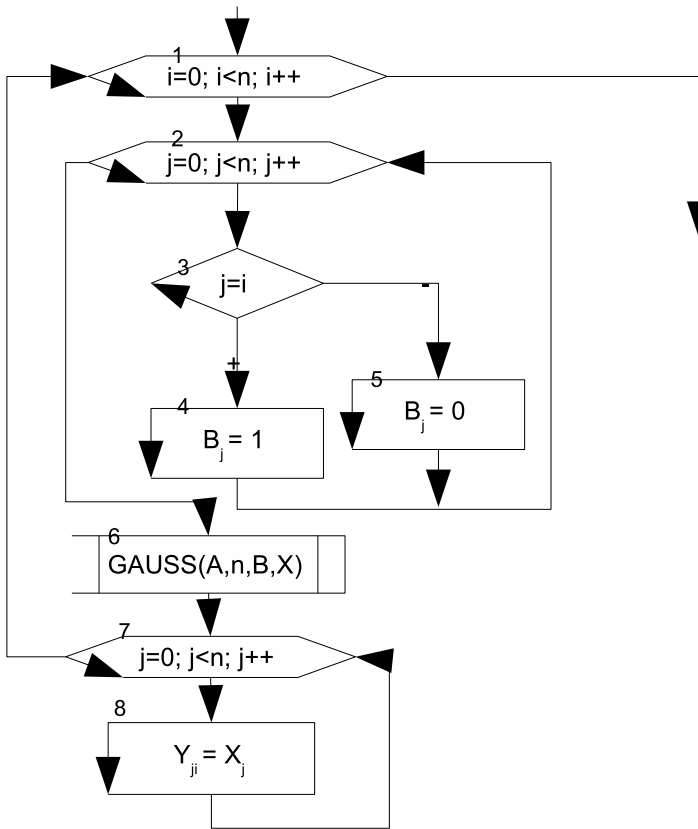 1
i=0; i<n; i++
2
j=0; j<n; j++
3
j=i
-
+
5
4
Bj = 0
Bj = 1
6
GAUSS(A,n,B,X)
7
j=0; j<n; j++
8
Yji = Xj